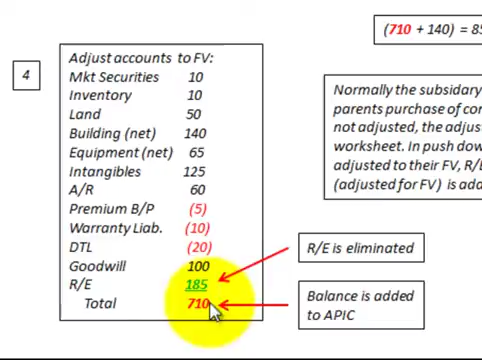 (710 + 140) = 85
4
Adjust accounts to FV:
Mkt Securities 10
Inventory 10
Land 50
Building (net) 140
Equipment (net) 65
Intangibles 125
A/R 60
Premium B/P (5)
Warranty Liab. (10)
DTL (20)
Goodwill 100
R/E 185
Total 710
Normally the subsidary
parents purchase of con
not adjusted, the adjus
worksheet. In push dow
adjusted to their FV, R/E
(adjusted for FV) is add
R/E is eliminated
Balance is added
to APIC